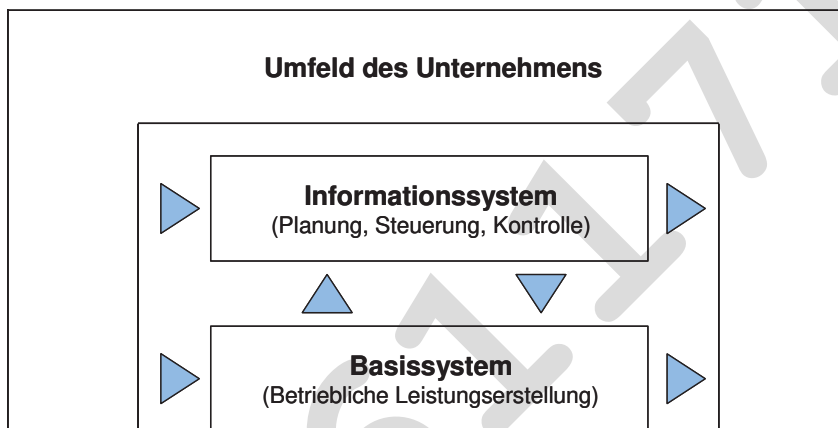 Umfeld des Unternehmens
Informationssystem
(Planung, Steuerung, Kontrolle)
Basissystem
(Betriebliche Leistungserstellung)